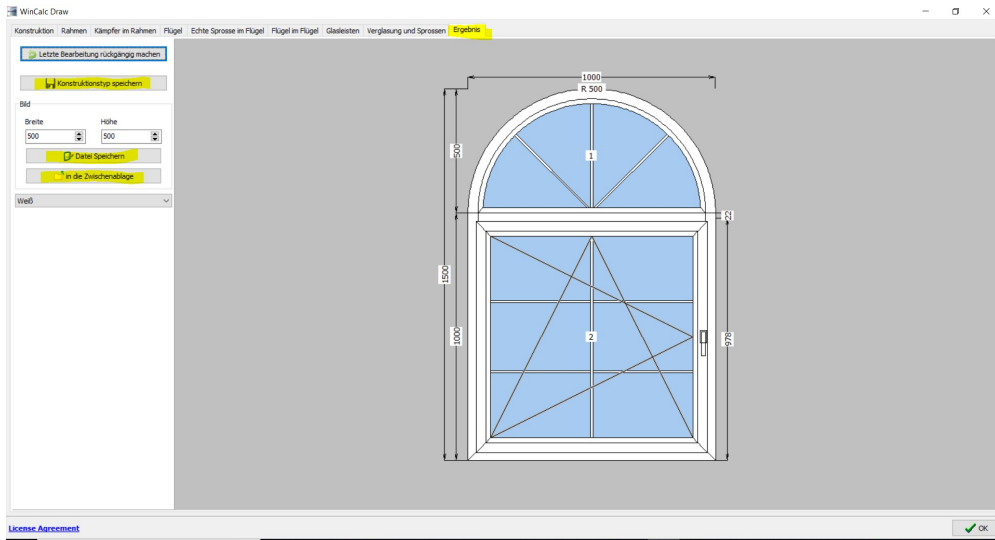 WinCalc Draw
Konstruktion Rahmen Kämpfer im Rahmen Flügel Echte Sprosse im Flügel Flügel im Flügel Glasleisten Verglasung und Sprossen Ergebnis
Letzte Bearbeitung rückgängig machen
Konstruktionstyp speichern
Bild
Breite Höhe
500 500
Datei Speichern
in die Zwischenablage
Weiß
1000
R 500
500
1
22
1500
1000
2
978
License Agreement
OK